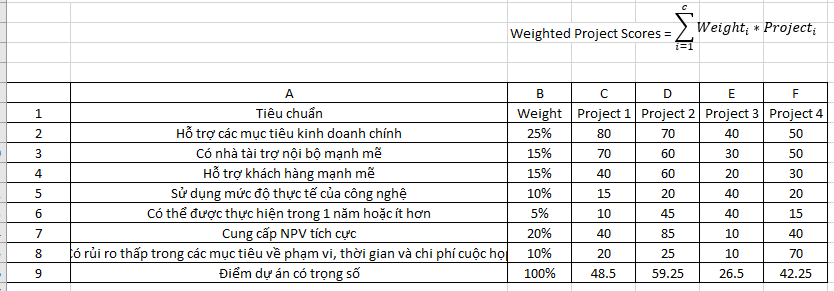 Weighted Project Scores = \sum_{i=1}^{c} Weight_i * Project_i
A B C D E F
1 Tiêu chuẩn Weight Project 1 Project 2 Project 3 Project 4
2 Hỗ trợ các mục tiêu kinh doanh chính 25% 80 70 40 50
3 Có nhà tài trợ nội bộ mạnh mẽ 15% 70 60 30 50
4 Hỗ trợ khách hàng mạnh mẽ 15% 40 60 20 30
5 Sử dụng mức độ thực tế của công nghệ 10% 15 20 40 20
6 Có thể được thực hiện trong 1 năm hoặc ít hơn 5% 10 45 40 15
7 Cung cấp NPV tích cực 20% 40 85 10 40
8 rủi ro thấp trong các mục tiêu về phạm vi, thời gian và chi phí cuộc 10% 20 25 10 70
9 Điểm dự án có trọng số 100% 48.5 59.25 26.5 42.25